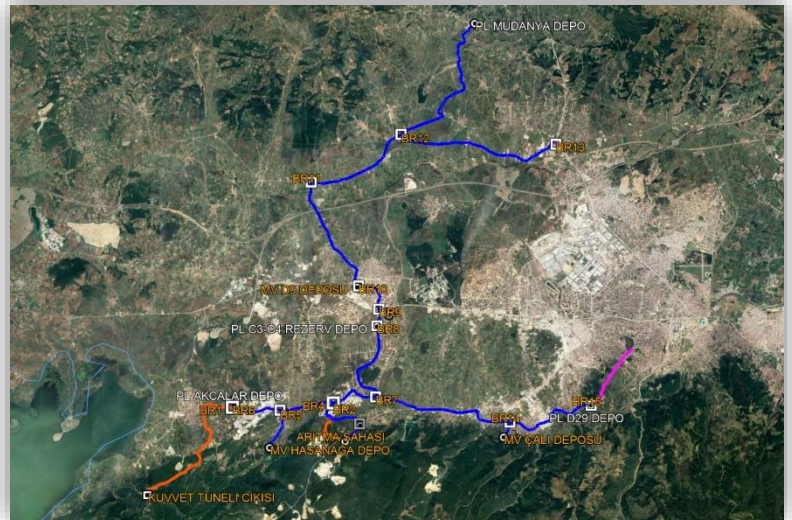 PL MUDANYA DEPO
BR12
BR13
BR11
MV D9 DEPOSU
BR10
BR9
PL C3-C4 REZERV DEPO
BR8
PL AKÇALAR DEPO
BR1
BR6
BR5
BR2
BR7
BR15
PL D29 DEPO
BR14
MV ÇALI DEPOSU
ARITMA SAHASI
MV HASANAĞA DEPO
KUVVET TÜNELİ ÇIKIŞI